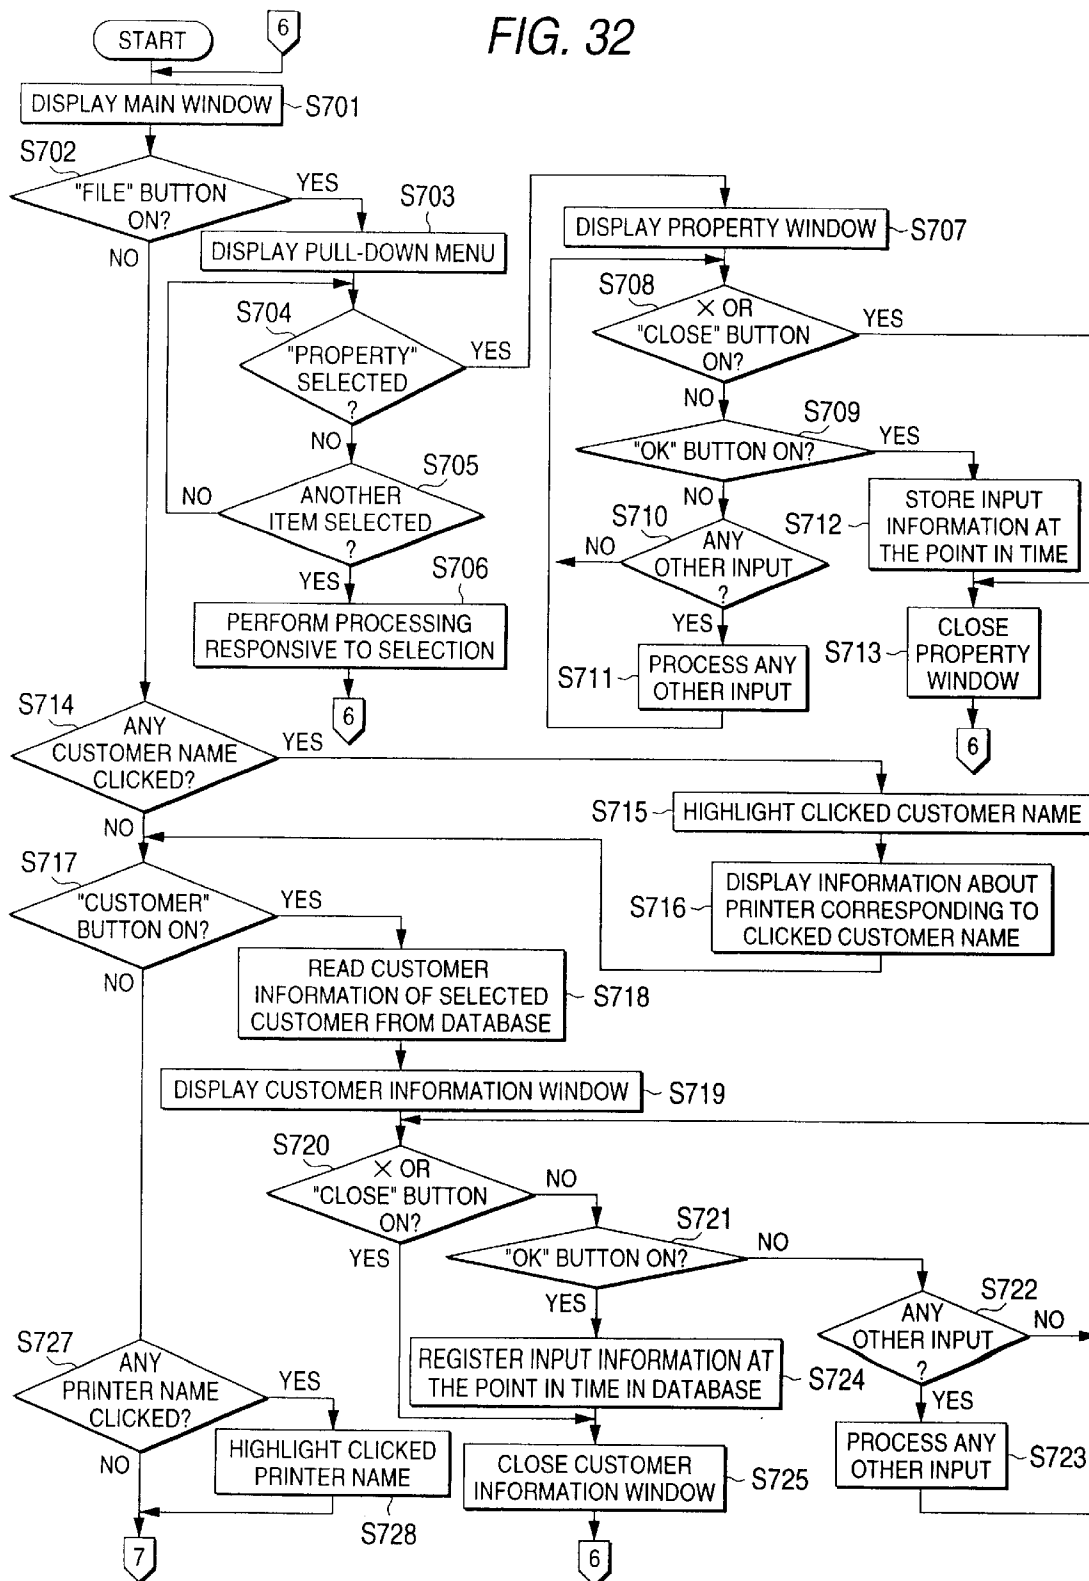 FIG. 32
START
6
DISPLAY MAIN WINDOW
S701
S702
"FILE" BUTTON
ON?
YES
NO
S703
DISPLAY PULL-DOWN MENU
S704
"PROPERTY"
SELECTED
?
YES
NO
S705
ANOTHER
ITEM SELECTED
?
NO
YES
S706
PERFORM PROCESSING
RESPONSIVE TO SELECTION
6
DISPLAY PROPERTY WINDOW
S707
S708
× OR
"CLOSE" BUTTON
ON?
YES
NO
S709
"OK" BUTTON ON?
YES
NO
S710
ANY
OTHER INPUT
?
NO
YES
S711
PROCESS ANY
OTHER INPUT
S712
STORE INPUT
INFORMATION AT
THE POINT IN TIME
S713
CLOSE
PROPERTY
WINDOW
6
S714
ANY
CUSTOMER NAME
CLICKED?
YES
NO
S715
HIGHLIGHT CLICKED CUSTOMER NAME
S716
DISPLAY INFORMATION ABOUT
PRINTER CORRESPONDING TO
CLICKED CUSTOMER NAME
S717
"CUSTOMER"
BUTTON ON?
YES
NO
READ CUSTOMER
INFORMATION OF SELECTED
CUSTOMER FROM DATABASE
S718
DISPLAY CUSTOMER INFORMATION WINDOW
S719
S720
× OR
"CLOSE" BUTTON
ON?
NO
YES
S721
"OK" BUTTON ON?
NO
YES
S722
ANY
OTHER INPUT
?
NO
YES
PROCESS ANY
OTHER INPUT
S723
REGISTER INPUT INFORMATION AT
THE POINT IN TIME IN DATABASE
S724
CLOSE CUSTOMER
INFORMATION WINDOW
S725
6
S727
ANY
PRINTER NAME
CLICKED?
YES
NO
HIGHLIGHT CLICKED
PRINTER NAME
S728
7